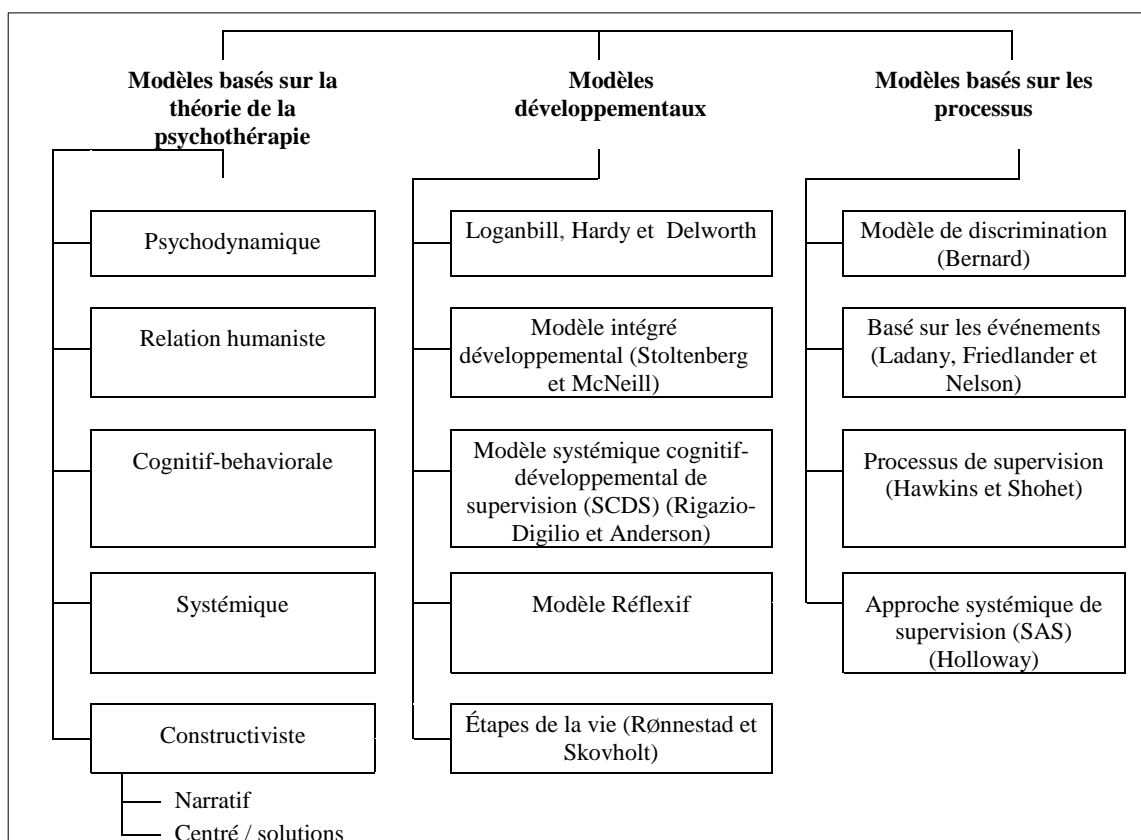 Modèles basés sur la
théorie de la
psychothérapie
Psychodynamique
Relation humaniste
Cognitif-behaviorale
Systémique
Constructiviste
Narratif
Centré / solutions
Modèles
développementaux
Loganbill, Hardy et Delworth
Modèle intégré
développemental (Stoltenberg
et McNeill)
Modèle systémique cognitif-
développemental de
supervision (SCDS) (Rigazio-
Digilio et Anderson)
Modèle Réflexif
Étapes de la vie (RØnnestad et
Skovholt)
Modèles basés sur les
processus
Modèle de discrimination
(Bernard)
Basé sur les événements
(Ladany, Friedlander et
Nelson)
Processus de supervision
(Hawkins et Shohet)
Approche systémique de
supervision (SAS)
(Holloway)